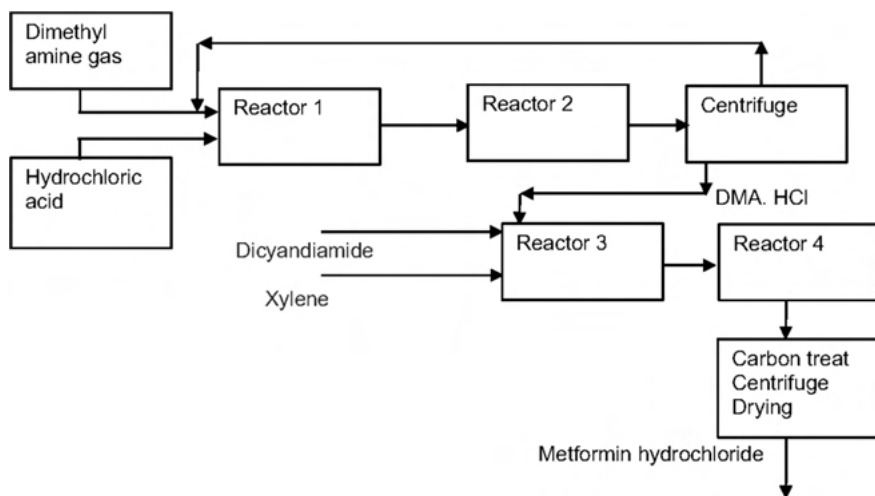 Dimethyl
amine gas
Reactor 1
Reactor 2
Centrifuge
Hydrochloric
acid
DMA. HCl
Dicyandiamide
Reactor 3
Reactor 4
Xylene
Carbon treat
Centrifuge
Drying
Metformin hydrochloride